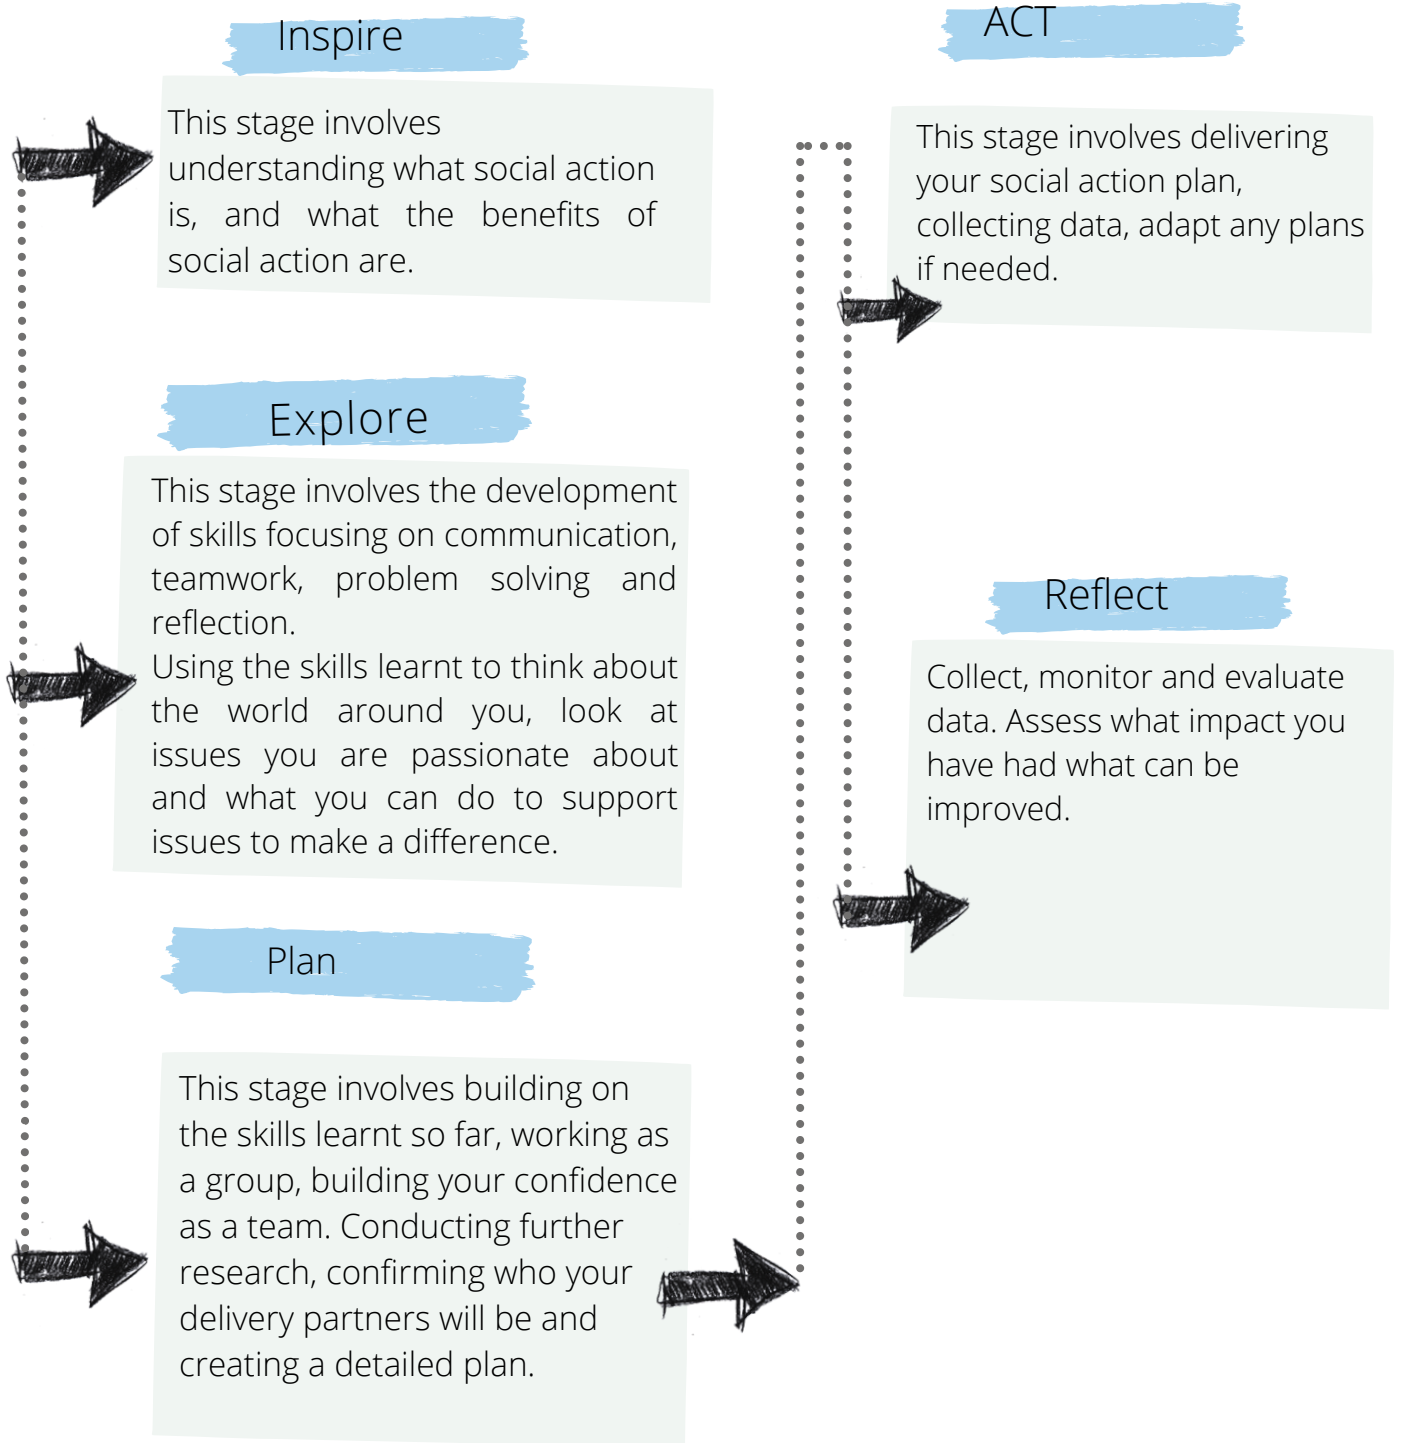 Inspire
This stage involves
understanding what social action
is, and what the benefits of
social action are.
Explore
This stage involves the development
of skills focusing on communication,
teamwork, problem solving and
reflection.
Using the skills learnt to think about
the world around you, look at
issues you are passionate about
and what you can do to support
issues to make a difference.
Plan
This stage involves building on
the skills learnt so far, working as
a group, building your confidence
as a team. Conducting further
research, confirming who your
delivery partners will be and
creating a detailed plan.
ACT
This stage involves delivering
your social action plan,
collecting data, adapt any plans
if needed.
Reflect
Collect, monitor and evaluate
data. Assess what impact you
have had what can be
improved.